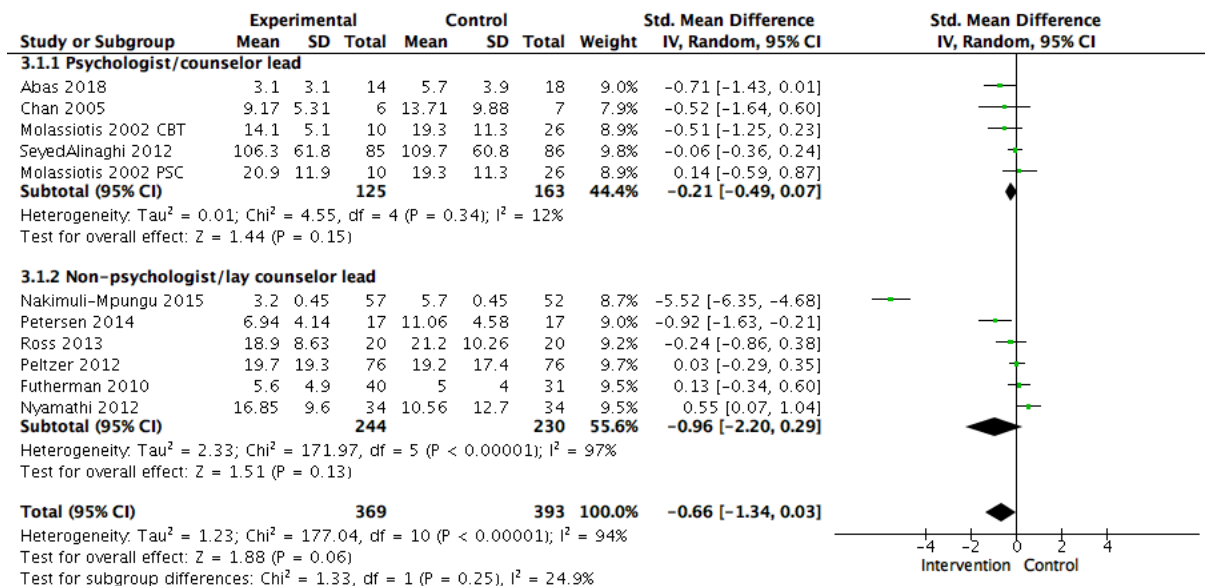 Experimental Control Std. Mean Difference Std. Mean Difference
Study or Subgroup Mean SD Total Mean SD Total Weight IV, Random, 95% CI IV, Random, 95% CI
3.1.1 Psychologist/counselor lead
Abas 2018 3.1 3.1 14 5.7 3.9 18 9.0% -0.71 [-1.43, 0.01]
Chan 2005 9.17 5.31 6 13.71 9.88 7 7.9% -0.52 [-1.64, 0.60]
Molassiotis 2002 CBT 14.1 5.1 10 19.3 11.3 26 8.9% -0.51 [-1.25, 0.23]
SeyedAlinaghi 2012 106.3 61.8 85 109.7 60.8 86 9.8% -0.06 [-0.36, 0.24]
Molassiotis 2002 PSC 20.9 11.9 10 19.3 11.3 26 8.9% 0.14 [-0.59, 0.87]
Subtotal (95% CI) 125 163 44.4% -0.21 [-0.49, 0.07]
Heterogeneity: Tau² = 0.01; Chi² = 4.55, df = 4 (P = 0.34); I² = 12%
Test for overall effect: Z = 1.44 (P = 0.15)
3.1.2 Non-psychologist/lay counselor lead
Nakimuli-Mpungu 2015 3.2 0.45 57 5.7 0.45 52 8.7% -5.52 [-6.35, -4.68]
Petersen 2014 6.94 4.14 17 11.06 4.58 17 9.0% -0.92 [-1.63, -0.21]
Ross 2013 18.9 8.63 20 21.2 10.26 20 9.2% -0.24 [-0.86, 0.38]
Peltzer 2012 19.7 19.3 76 19.2 17.4 76 9.7% 0.03 [-0.29, 0.35]
Futherman 2010 5.6 4.9 40 5 4 31 9.5% 0.13 [-0.34, 0.60]
Nyamathi 2012 16.85 9.6 34 10.56 12.7 34 9.5% 0.55 [0.07, 1.04]
Subtotal (95% CI) 244 230 55.6% -0.96 [-2.20, 0.29]
Heterogeneity: Tau² = 2.33; Chi² = 171.97, df = 5 (P < 0.00001); I² = 97%
Test for overall effect: Z = 1.51 (P = 0.13)
Total (95% CI) 369 393 100.0% -0.66 [-1.34, 0.03]
Heterogeneity: Tau² = 1.23; Chi² = 177.04, df = 10 (P < 0.00001); I² = 94%
Test for overall effect: Z = 1.88 (P = 0.06)
Test for subgroup differences: Chi² = 1.33, df = 1 (P = 0.25), I² = 24.9%
-4 -2 0 2 4
Intervention Control